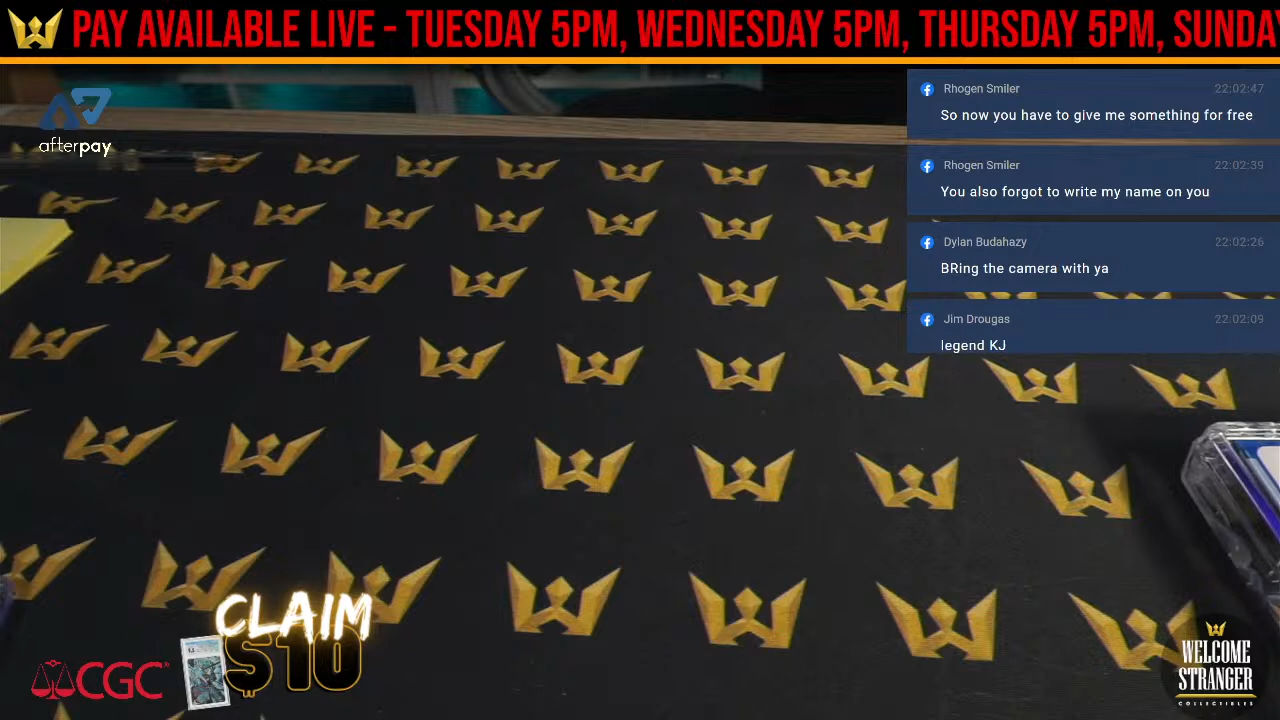 PAY AVAILABLE LIVE - TUESDAY 5PM, WEDNESDAY 5PM, THURSDAY 5PM, SUNDA
afterpay
Rhogen Smiler 22:02:47
So now you have to give me something for free
Rhogen Smiler 22:02:39
You also forgot to write my name on you
Dylan Budahazy 22:02:26
BRing the camera with ya
Jim Drougas 22:02:09
legend KJ
CLAIM
$10
CGC
WELCOME
STRANGER
COLLECTIBLES